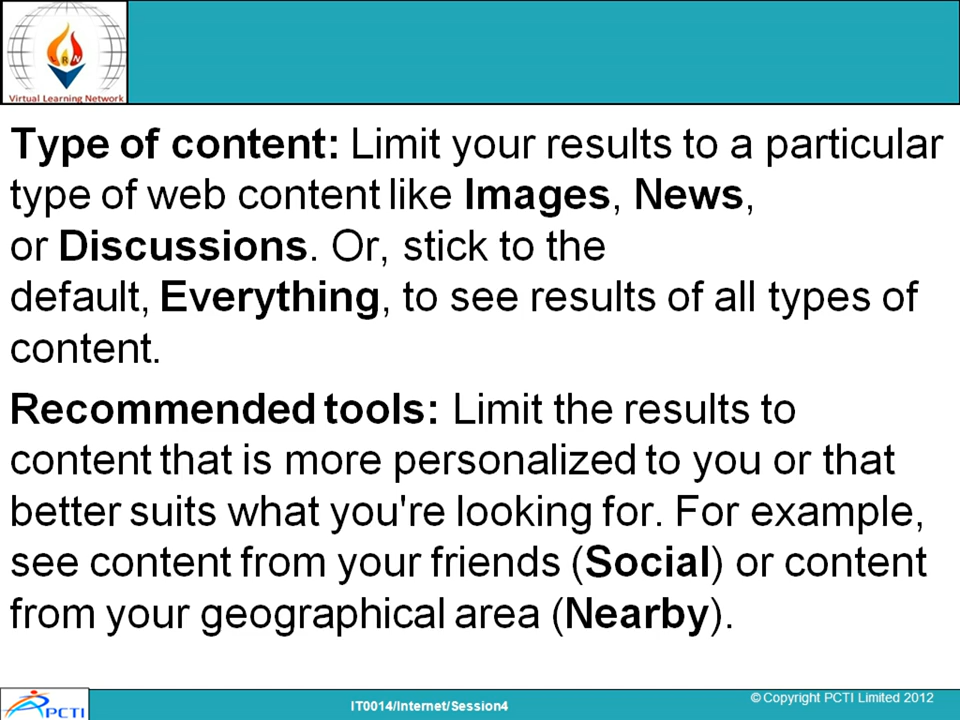 VRN
Virtual Learning Network
Type of content: Limit your results to a particular
type of web content like Images, News,
or Discussions. Or, stick to the
default, Everything, to see results of all types of
content.
Recommended tools: Limit the results to
content that is more personalized to you or that
better suits what you're looking for. For example,
see content from your friends (Social) or content
from your geographical area (Nearby).
PCTI
IT0014/Internet/Session4
© Copyright PCTI Limited 2012